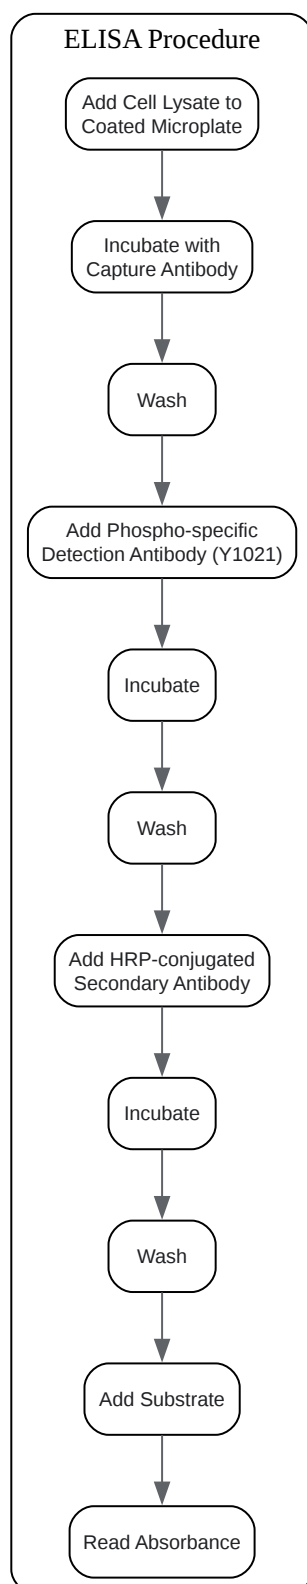 ELISA Procedure
Add Cell Lysate to
Coated Microplate
Incubate with
Capture Antibody
Wash
Add Phospho-specific
Detection Antibody (Y1021)
Incubate
Wash
Add HRP-conjugated
Secondary Antibody
Incubate
Wash
Add Substrate
Read Absorbance